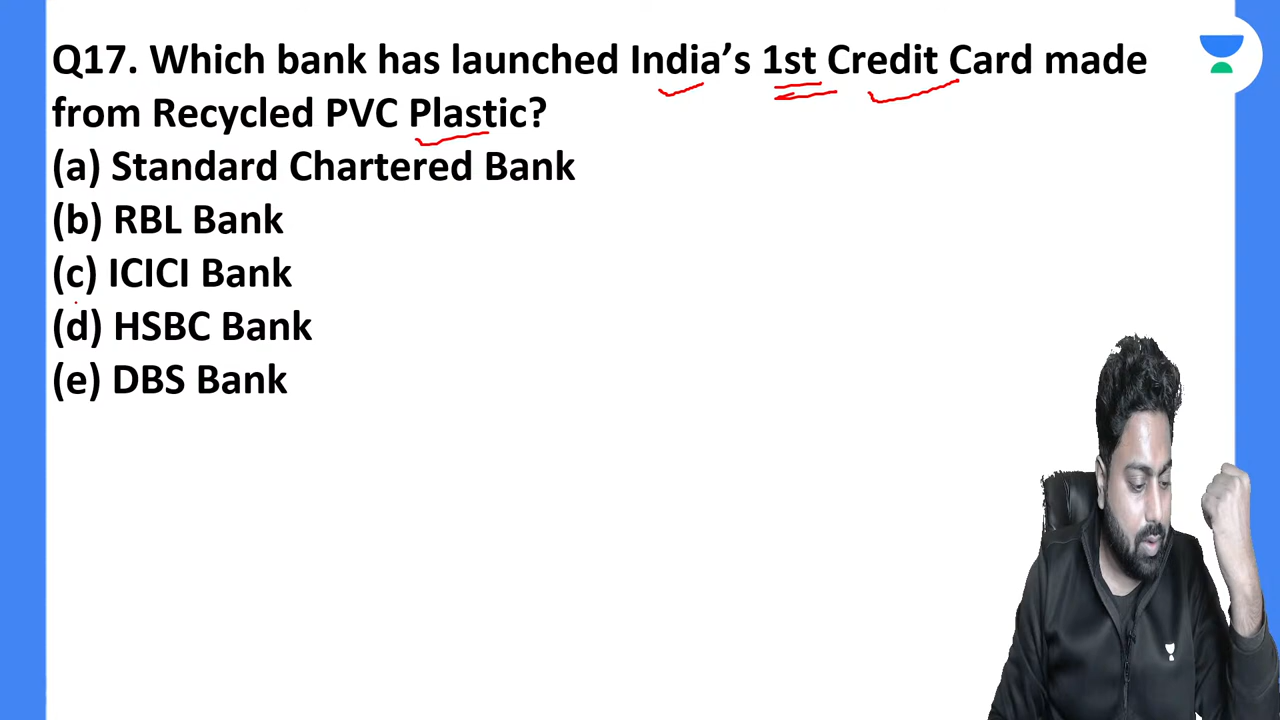 Q17. Which bank has launched India’s 1st Credit Card made
from Recycled PVC Plastic?
(a) Standard Chartered Bank
(b) RBL Bank
(c) ICICI Bank
(d) HSBC Bank
(e) DBS Bank